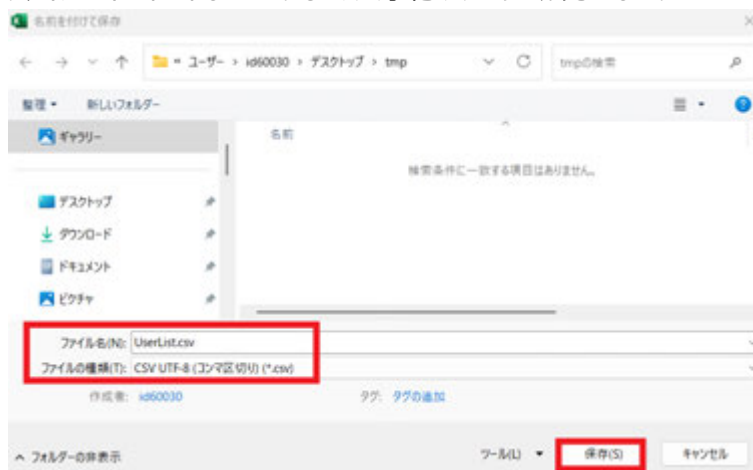 名前を付けて保存
ユーザー › id60030 › デスクトップ › tmp
tmpの検索
整理
新しいフォルダー
ギャラリー
名前
検索条件に一致する項目はありません。
デスクトップ
ダウンロード
ドキュメント
ピクチャ
ファイル名(N): UserList.csv
ファイルの種類(T): CSV UTF-8 (コンマ区切り) (*.csv)
作成者: id60030
タグ: タグの追加
フォルダーの非表示
ツール(L)
保存(S)
キャンセル